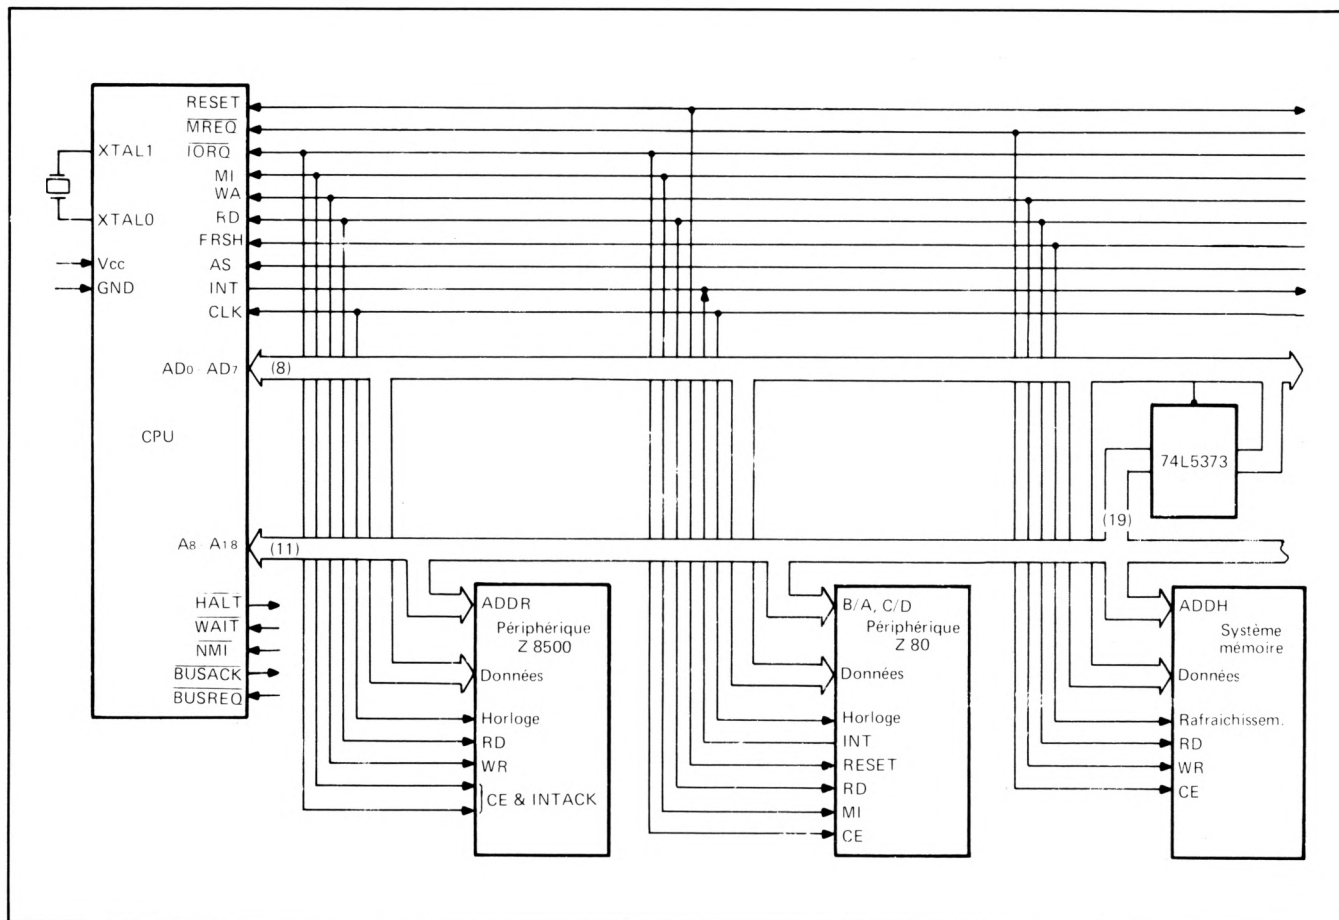 RESET
MREQ
XTAL1
IORQ
MI
WA
XTAL0
RD
FRSH
Vcc
AS
GND
INT
CLK
AD0 - AD7
(8)
CPU
74L5373
(19)
A8 - A18
(11)
HALT
WAIT
NMI
BUSACK
BUSREQ
ADDR
Périphérique
Z 8500
Données
Horloge
RD
WR
CE & INTACK
B/A, C/D
Périphérique
Z 80
Données
Horloge
INT
RESET
RD
MI
CE
ADDH
Système
mémoire
Données
Rafraichissem.
RD
WR
CE